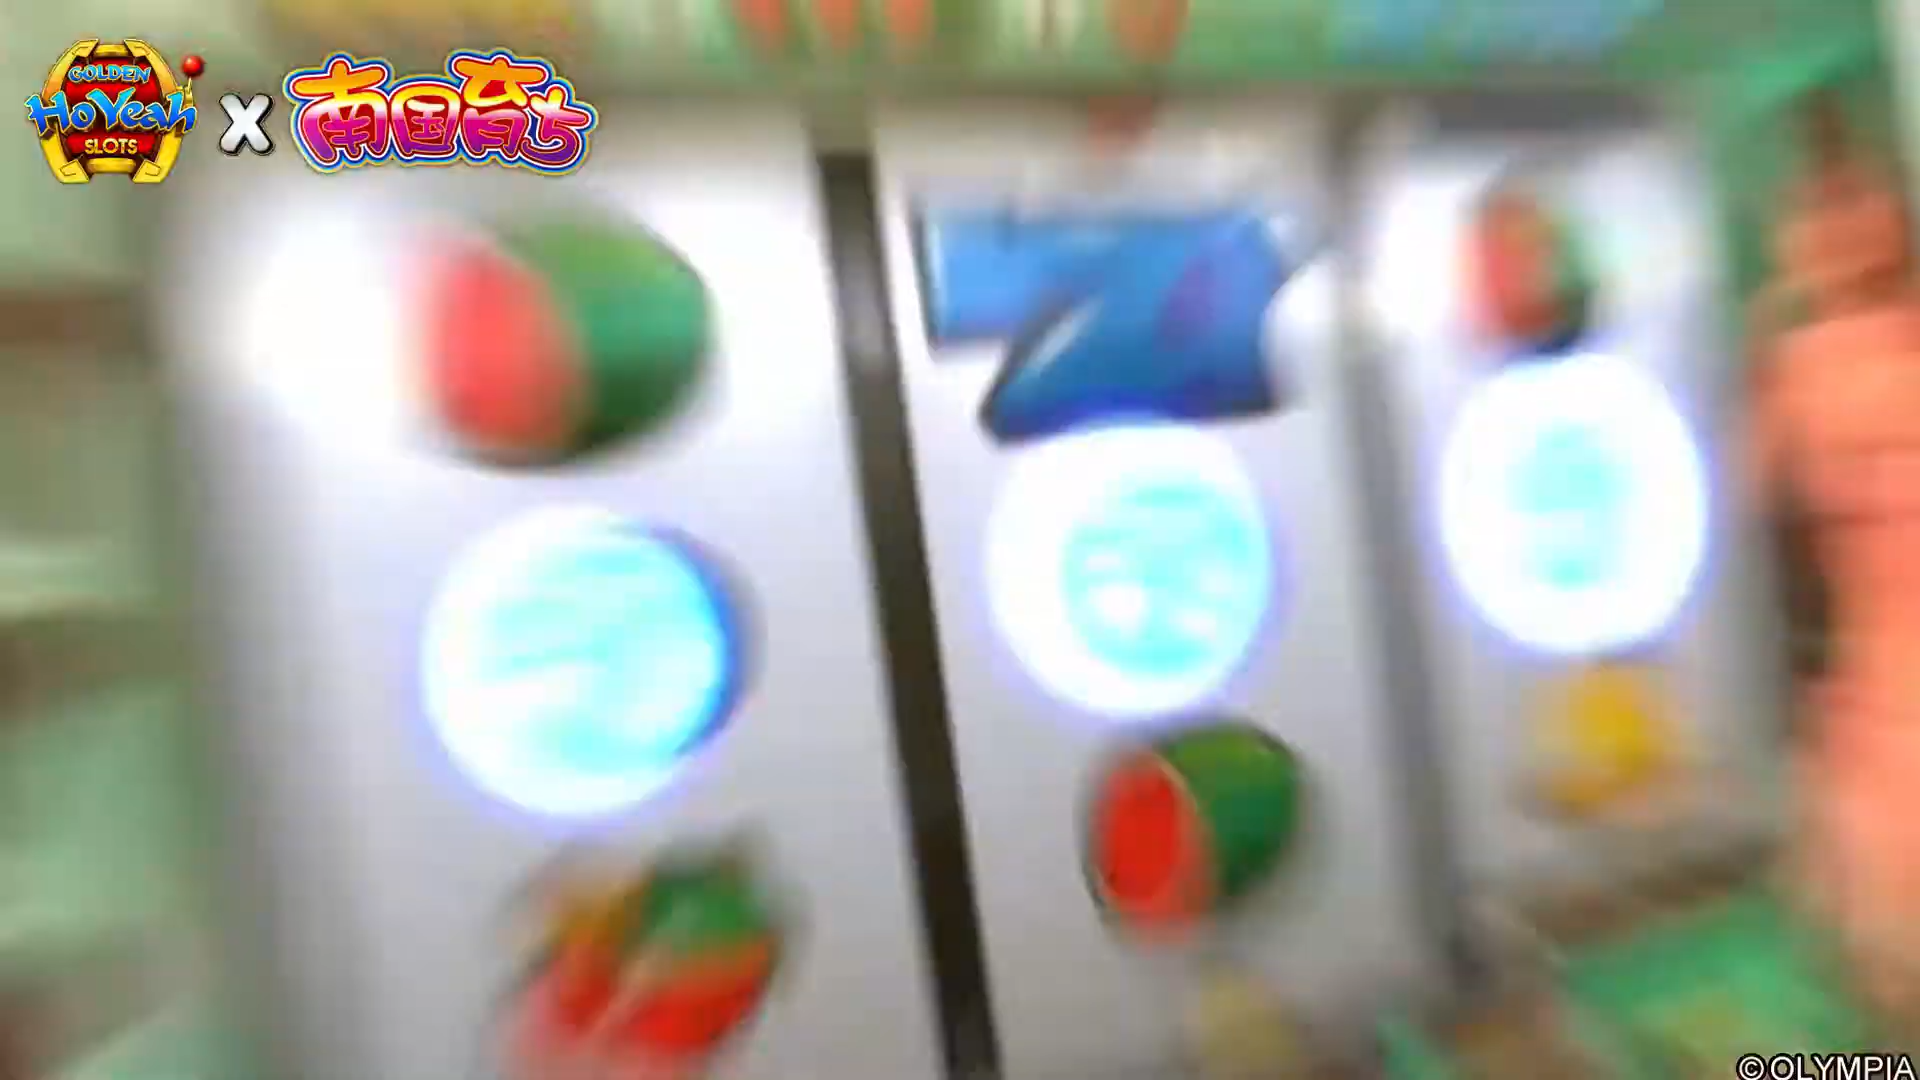 GOLDEN
HoYeah
SLOTS
X
南国育ち
7
©OLYMPIA